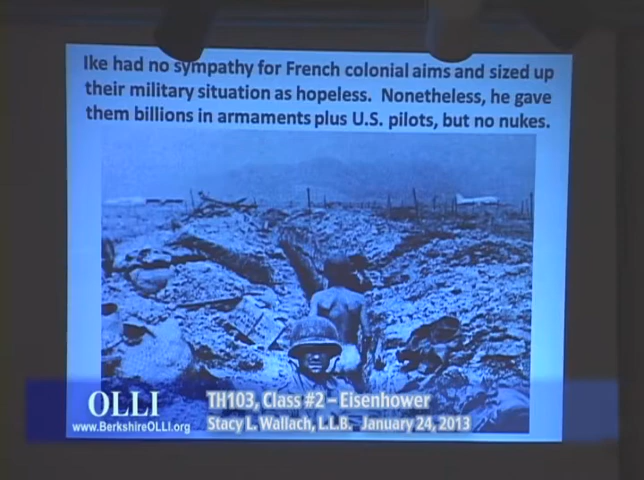 Ike had no sympathy for French colonial aims and sized up
their military situation as hopeless.  Nonetheless, he gave
them billions in armaments plus U.S. pilots, but no nukes.
OLLI
www.BerkshireOLLI.org
TH103, Class #2 – Eisenhower
Stacy L. Wallach, L.L.B.   January 24, 2013